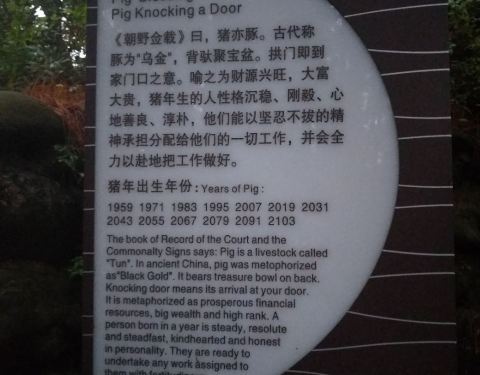 Pig Knocking a Door
《朝野佥载》曰，猪亦豚。古代称
豚为"乌金"，背驮聚宝盆。拱门即到
家门口之意。喻之为财源兴旺，大富
大贵，猪年生的人性格沉稳、刚毅、心
地善良、淳朴，他们能以坚忍不拔的精
神承担分配给他们的一切工作，并会全
力以赴地把工作做好。
猪年出生年份：Years of Pig:
1959 1971 1983 1995 2007 2019 2031
2043 2055 2067 2079 2091 2103
The book of Record of the Court and the
Commonalty Signs says: Pig is a livestock called
"Tun". In ancient China, pig was metophorized
as"Black Gold". It bears treasure bowl on back.
Knocking door means its arrival at your door.
It is metaphorized as prosperous financial
resources, big wealth and high rank. A
person born in a year is steady, resolute
and steadfast, kindhearted and honest
in personality. They are ready to
undertake any work assigned to
them with